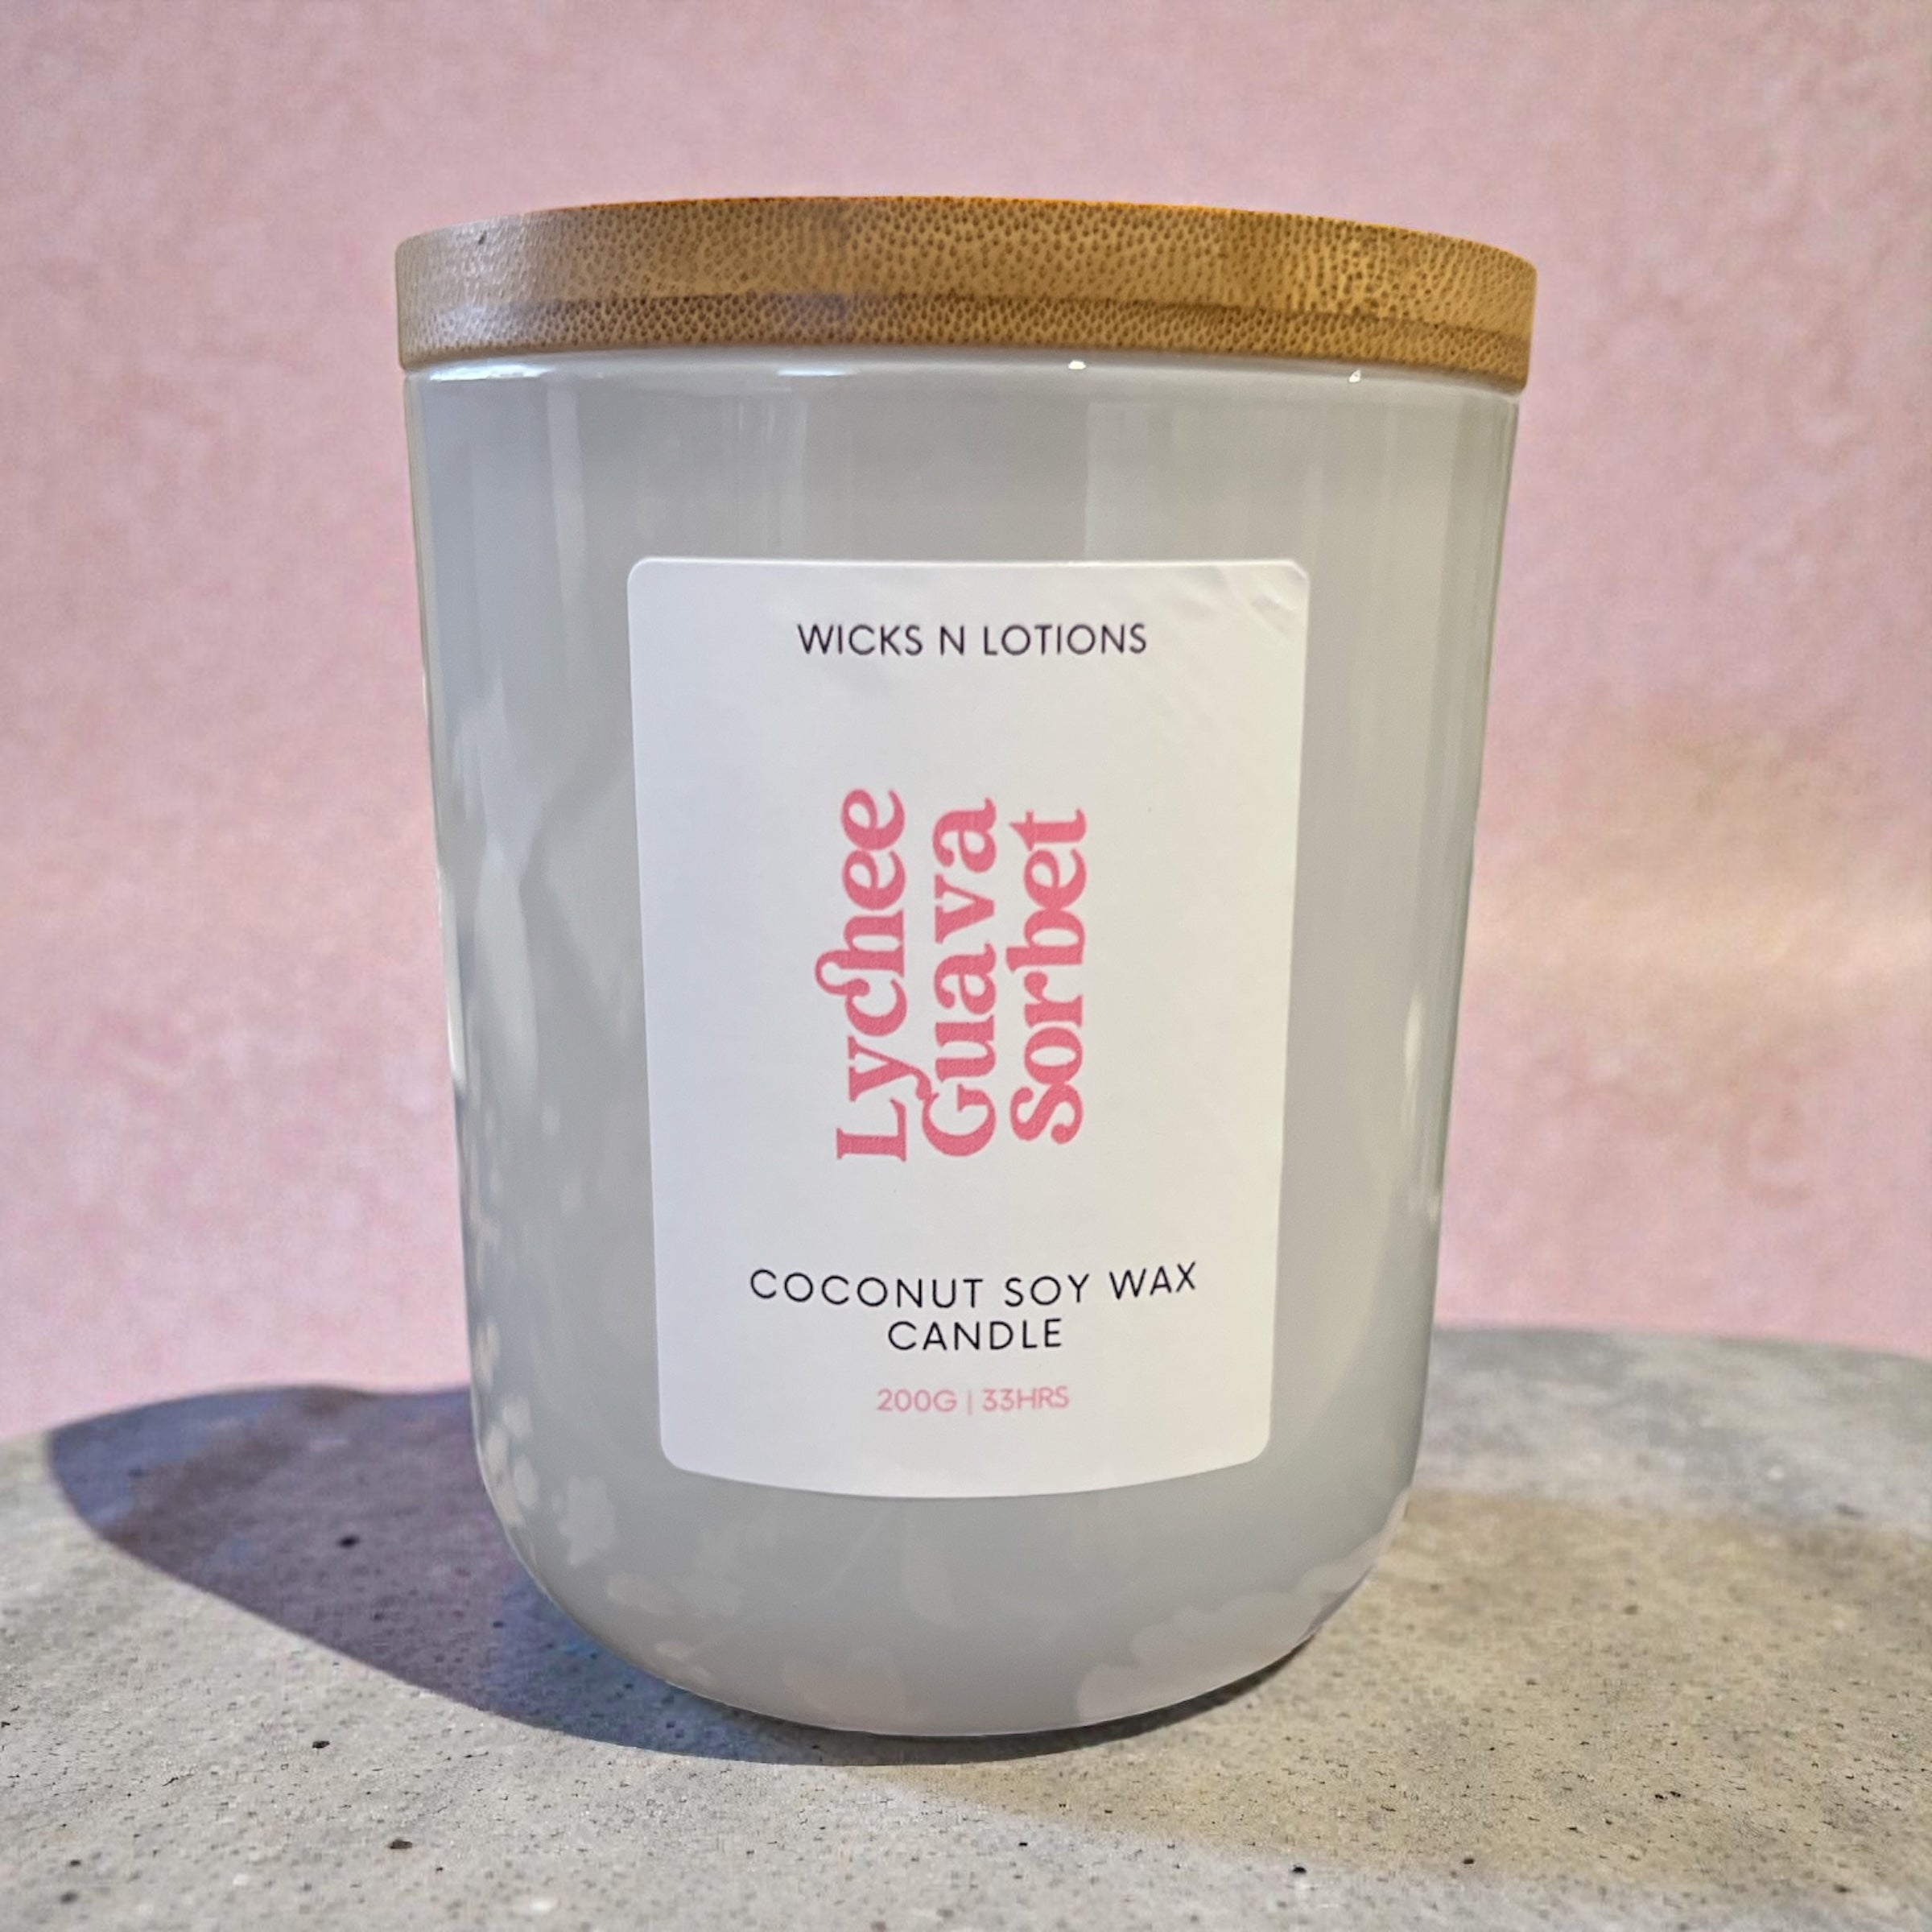 WICKS N LOTIONS
Lychee
Guava
Sorbet
COCONUT SOY WAX
CANDLE
200G | 33HRS